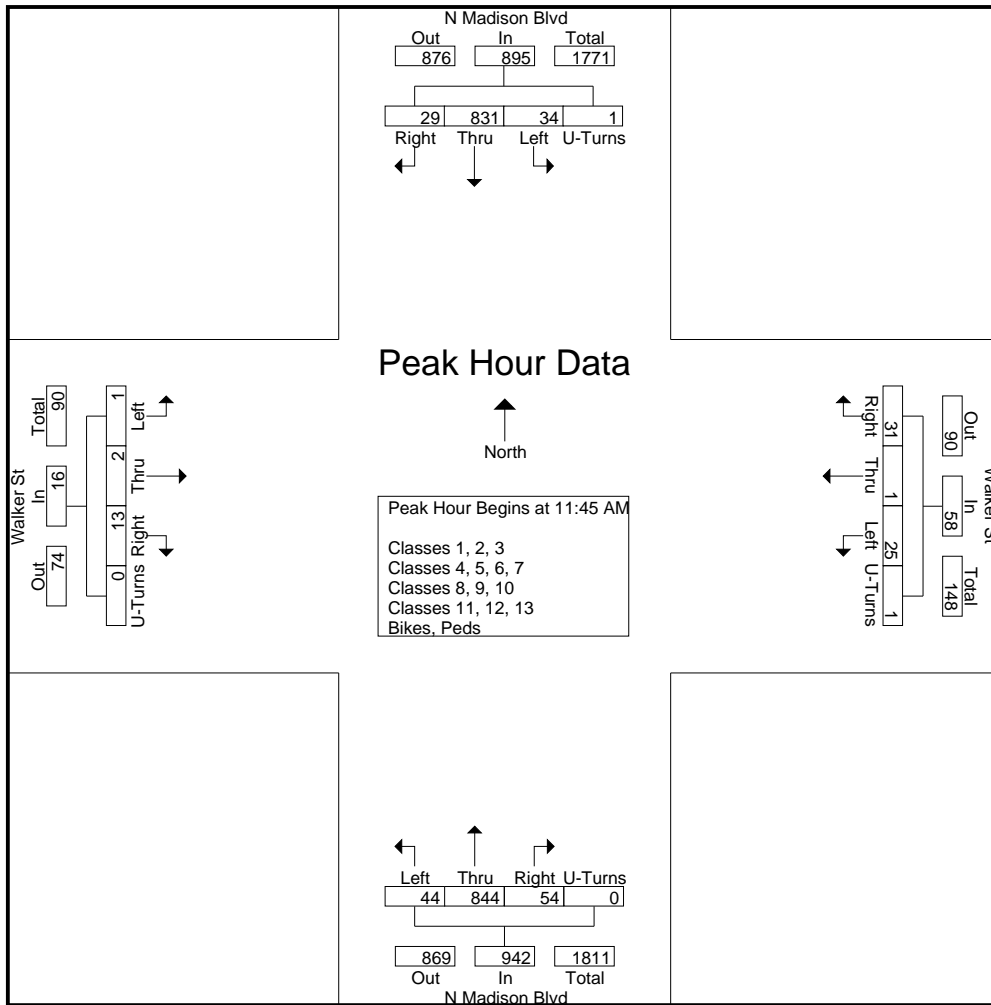 N Madison Blvd
Out In Total
876 895 1771
29 831 34 1
Right Thru Left U-Turns
Peak Hour Data
North
Peak Hour Begins at 11:45 AM
Classes 1, 2, 3
Classes 4, 5, 6, 7
Classes 8, 9, 10
Classes 11, 12, 13
Bikes, Peds
Walker St
Out In Total
74 16 90
0 13 2 1
U-Turns Right Thru Left
Walker St
Out In Total
90 58 148
31 1 25 1
Right Thru Left U-Turns
Left Thru Right U-Turns
44 844 54 0
869 942 1811
Out In Total
N Madison Blvd